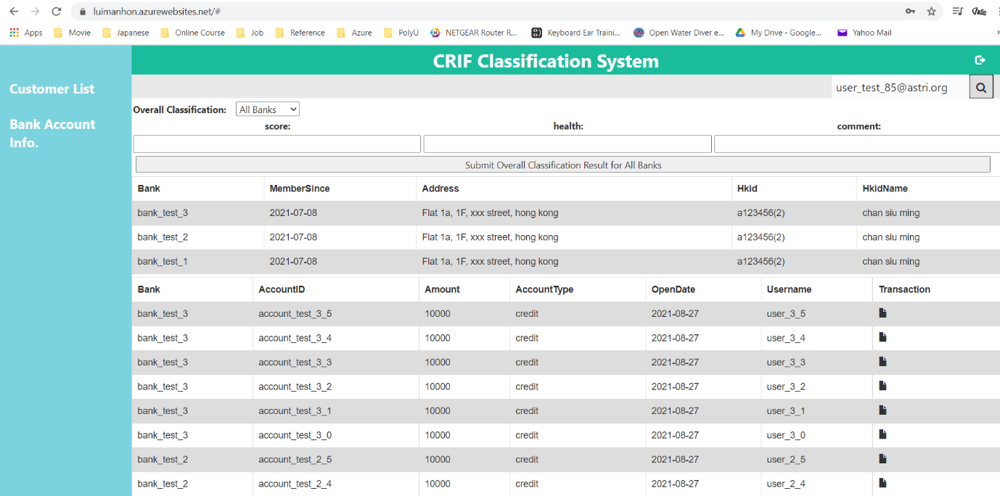 luimanhon.azurewebsites.net/#
Apps Movie Japanese Online Course Job Reference Azure PolyU NETGEAR Router R... Keyboard Ear Traini... Open Water Diver e... My Drive - Google... Yahoo Mail »
CRIF Classification System
Customer List
Bank Account
Info.
user_test_85@astri.org
Overall Classification: All Banks
score: health: comment:
Submit Overall Classification Result for All Banks
Bank MemberSince Address Hkid HkidName
bank_test_3 2021-07-08 Flat 1a, 1F, xxx street, hong kong a123456(2) chan siu ming
bank_test_2 2021-07-08 Flat 1a, 1F, xxx street, hong kong a123456(2) chan siu ming
bank_test_1 2021-07-08 Flat 1a, 1F, xxx street, hong kong a123456(2) chan siu ming
Bank AccountID Amount AccountType OpenDate Username Transaction
bank_test_3 account_test_3_5 10000 credit 2021-08-27 user_3_5
bank_test_3 account_test_3_4 10000 credit 2021-08-27 user_3_4
bank_test_3 account_test_3_3 10000 credit 2021-08-27 user_3_3
bank_test_3 account_test_3_2 10000 credit 2021-08-27 user_3_2
bank_test_3 account_test_3_1 10000 credit 2021-08-27 user_3_1
bank_test_3 account_test_3_0 10000 credit 2021-08-27 user_3_0
bank_test_2 account_test_2_5 10000 credit 2021-08-27 user_2_5
bank_test_2 account_test_2_4 10000 credit 2021-08-27 user_2_4